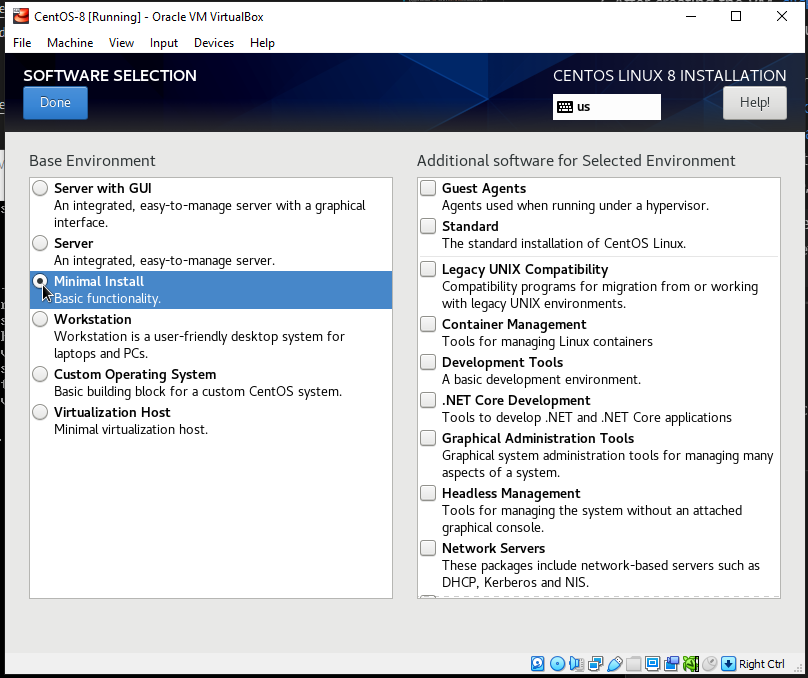 CentOS-8 [Running] - Oracle VM VirtualBox
File Machine View Input Devices Help
SOFTWARE SELECTION
CENTOS LINUX 8 INSTALLATION
Done
us
Help!
Base Environment
Server with GUI
An integrated, easy-to-manage server with a graphical
interface.
Server
An integrated, easy-to-manage server.
Minimal Install
Basic functionality.
Workstation
Workstation is a user-friendly desktop system for
laptops and PCs.
Custom Operating System
Basic building block for a custom CentOS system.
Virtualization Host
Minimal virtualization host.
Additional software for Selected Environment
Guest Agents
Agents used when running under a hypervisor.
Standard
The standard installation of CentOS Linux.
Legacy UNIX Compatibility
Compatibility programs for migration from or working
with legacy UNIX environments.
Container Management
Tools for managing Linux containers
Development Tools
A basic development environment.
.NET Core Development
Tools to develop .NET and .NET Core applications
Graphical Administration Tools
Graphical system administration tools for managing many
aspects of a system.
Headless Management
Tools for managing the system without an attached
graphical console.
Network Servers
These packages include network-based servers such as
DHCP, Kerberos and NIS.
Right Ctrl